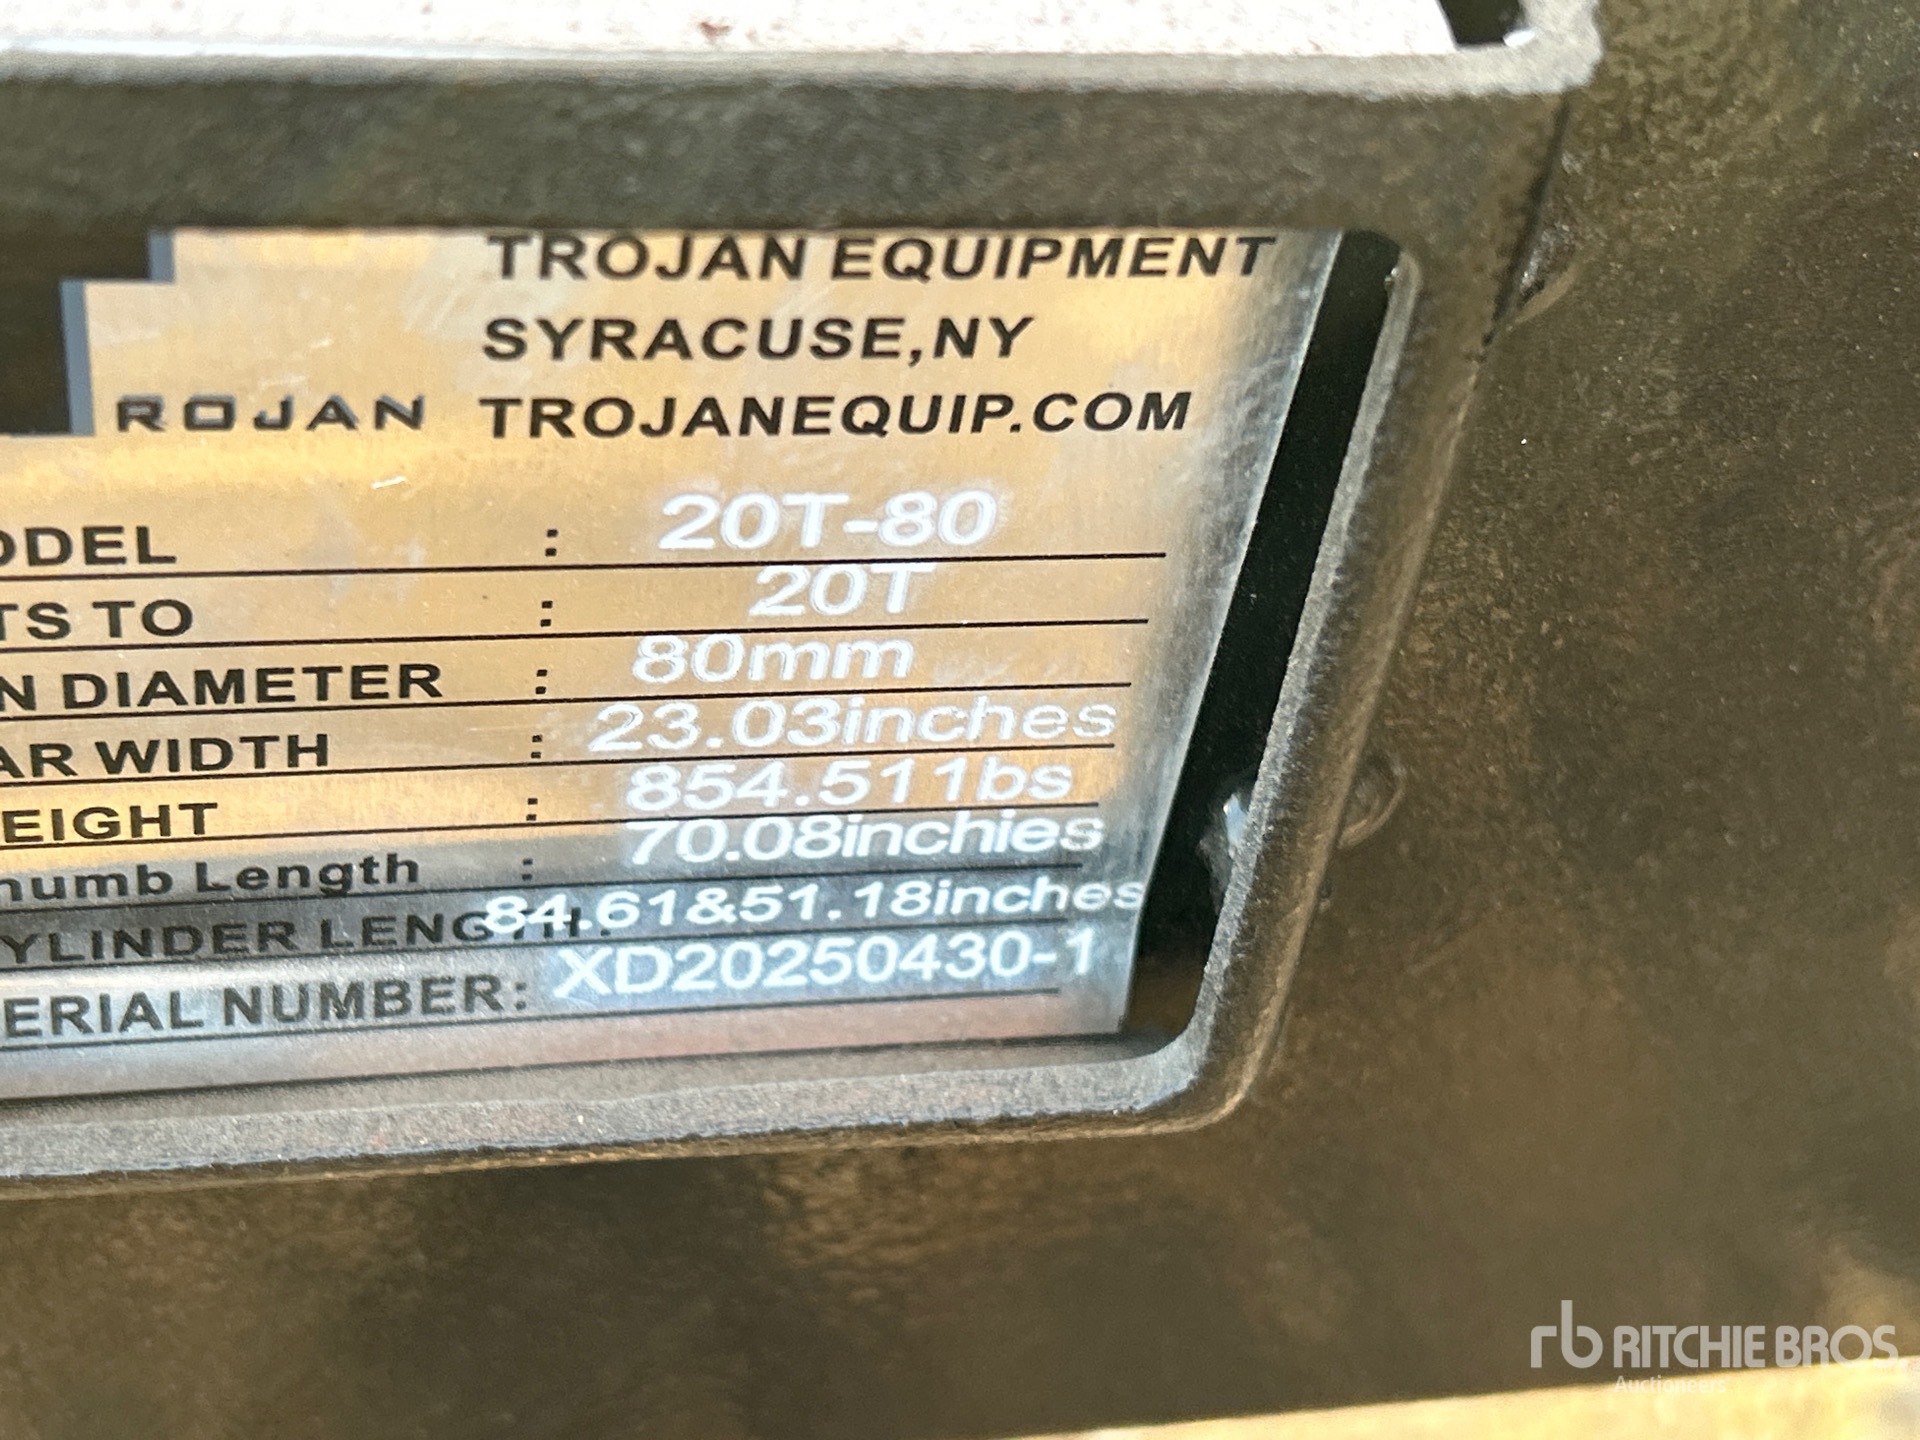 TROJAN EQUIPMENT
SYRACUSE,NY
ROJAN TROJANEQUIP.COM
ODEL : 20T-80
TS TO : 20T
N DIAMETER : 80mm
AR WIDTH : 23.03inches
EIGHT : 854.511bs
humb Length : 70.08inchies
YLINDER LENGTH: 84.61&51.18inches
ERIAL NUMBER: XD20250430-1
rb RITCHIE BROS.
Auctioneers